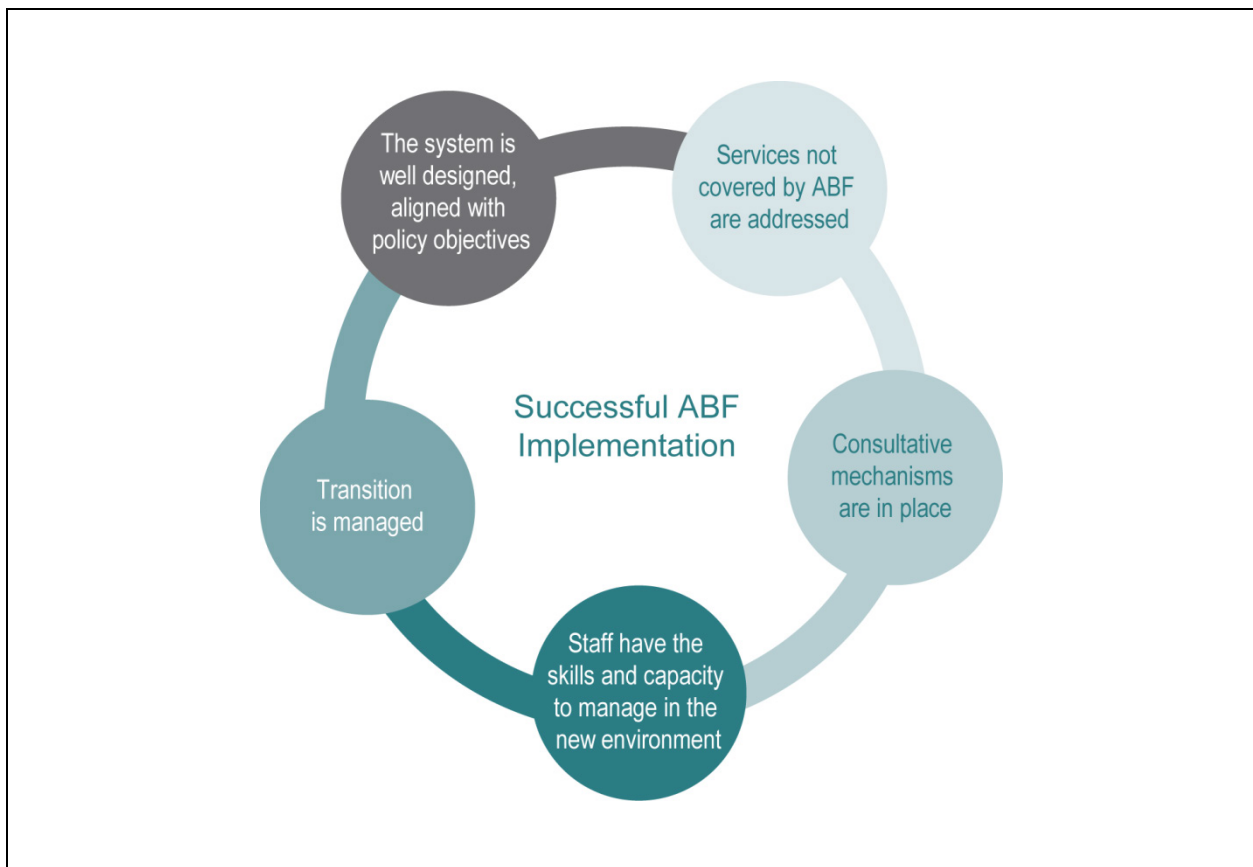 The system is
well designed,
aligned with
policy objectives
Services not
covered by ABF
are addressed
Successful ABF
Implementation
Consultative
mechanisms
are in place
Transition
is managed
Staff have the
skills and capacity
to manage in the
new environment